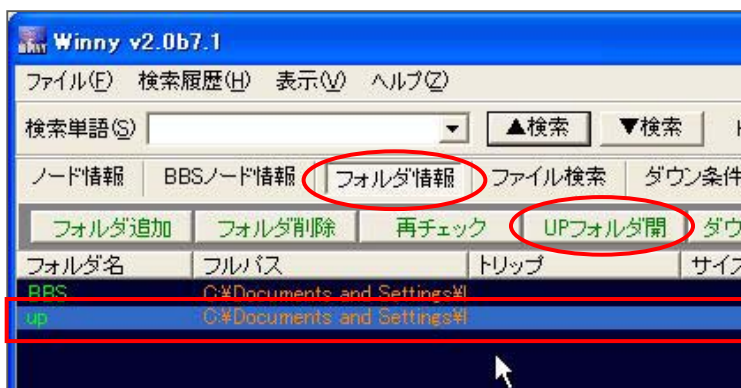 Winny v2.0b7.1
ファイル(F) 検索履歴(H) 表示(V) ヘルプ(Z)
検索単語(S) ▲検索 ▼検索
ノード情報 BBSノード情報 フォルダ情報 ファイル検索 ダウン条件
フォルダ追加 フォルダ削除 再チェック UPフォルダ開 ダウ
フォルダ名 フルパス トリップ サイズ
BBS C:¥Documents and Settings¥
up C:¥Documents and Settings¥